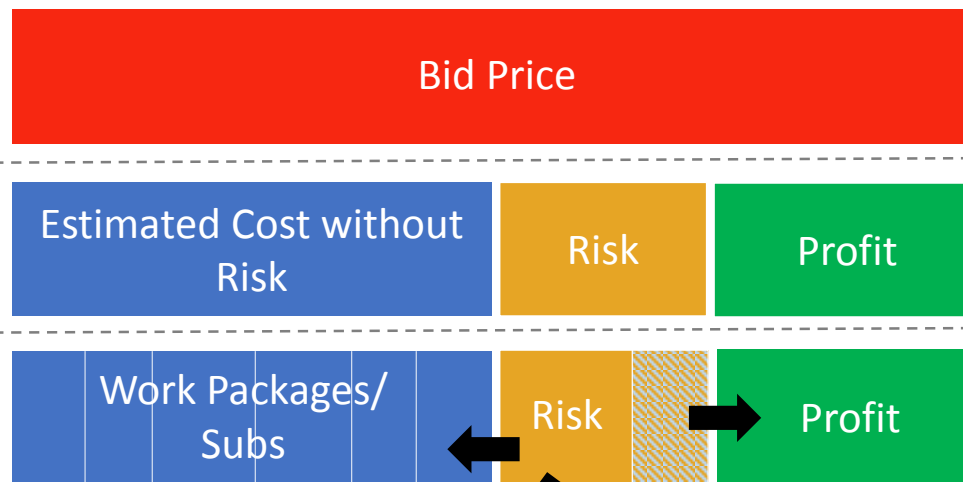 Bid Price
Estimated Cost without
Risk
Risk
Profit
Work Packages/
Subs
Risk
Profit